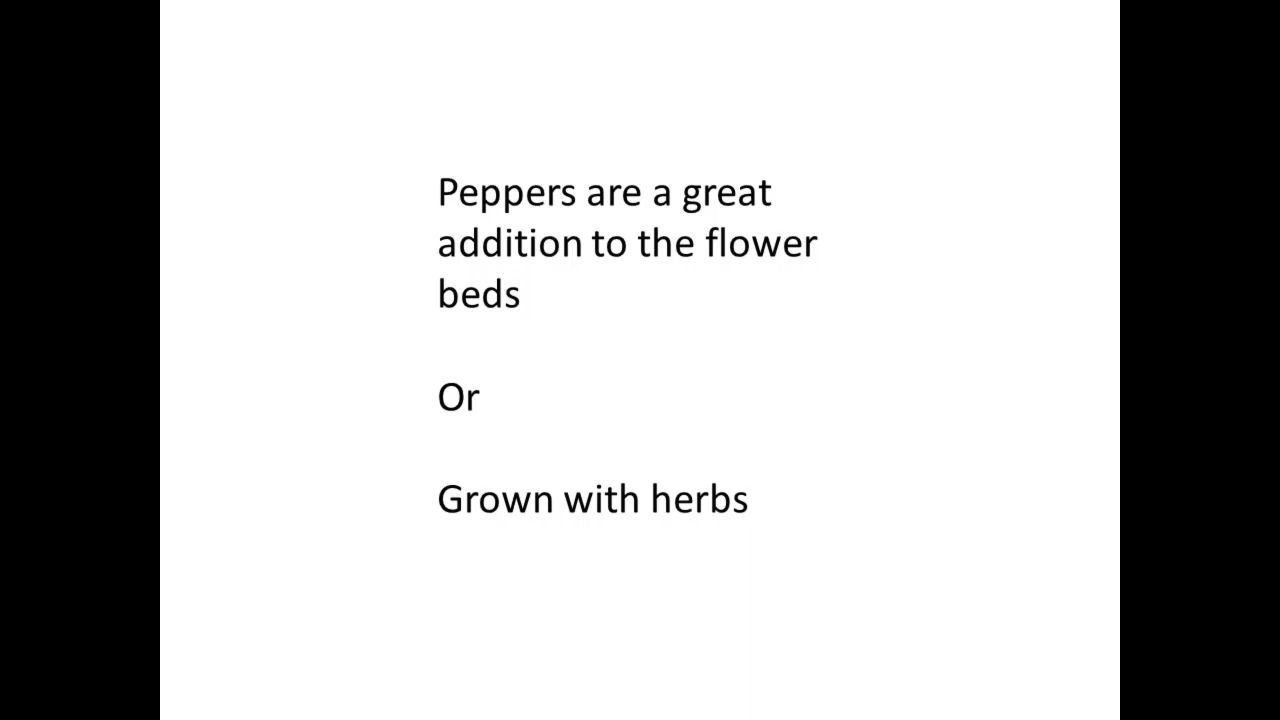 Peppers are a great
addition to the flower
beds
Or
Grown with herbs